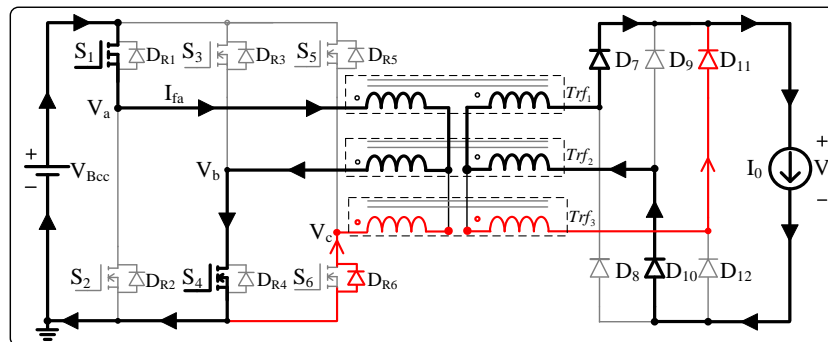 S1 DR1 S3 DR3 S5 DR5 D7 D9 D11
Va Ifa Trf1
+ VBcc − Vb Trf2 I0 + V −
Vc Trf3
S2 DR2 S4 DR4 S6 DR6 D8 D10 D12